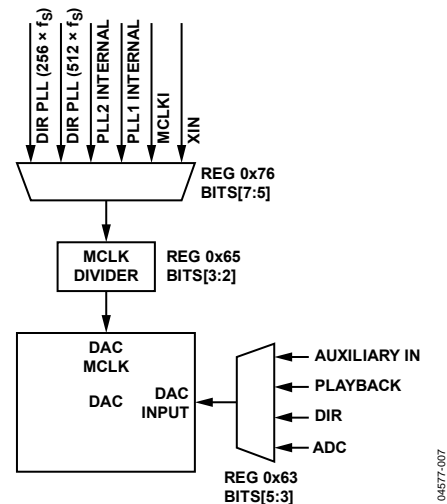 DIR PLL (256 × fS)
DIR PLL (512 × fS)
PLL2 INTERNAL
PLL1 INTERNAL
MCLKI
XIN
REG 0x76
BITS[7:5]
MCLK
DIVIDER
REG 0x65
BITS[3:2]
DAC
MCLK
DAC
DAC
INPUT
AUXILIARY IN
PLAYBACK
DIR
ADC
REG 0x63
BITS[5:3]
04577-007